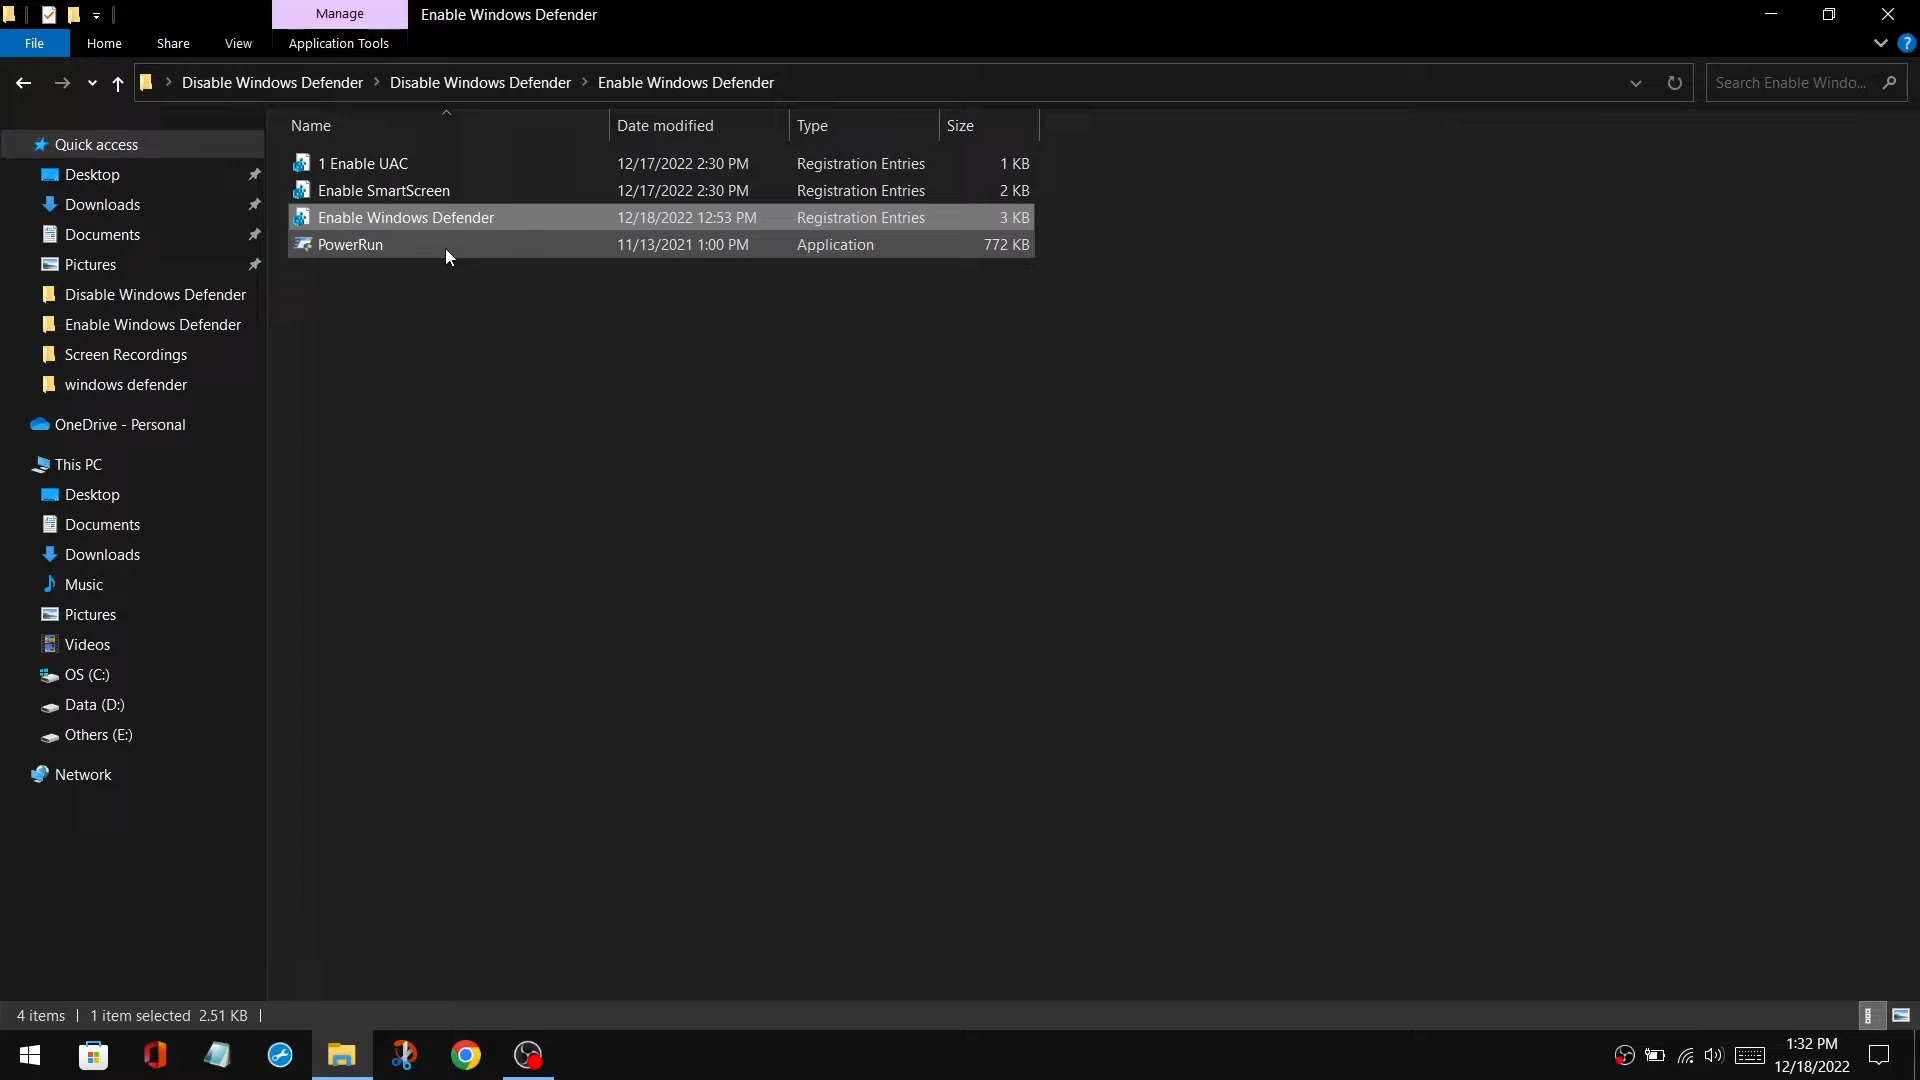 Manage
Enable Windows Defender
File
Home
Share
View
Application Tools
Disable Windows Defender
Disable Windows Defender
Enable Windows Defender
Search Enable Windo...
Name
Date modified
Type
Size
1 Enable UAC 12/17/2022 2:30 PM Registration Entries 1 KB
Enable SmartScreen 12/17/2022 2:30 PM Registration Entries 2 KB
Enable Windows Defender 12/18/2022 12:53 PM Registration Entries 3 KB
PowerRun 11/13/2021 1:00 PM Application 772 KB
Quick access
Desktop
Downloads
Documents
Pictures
Disable Windows Defender
Enable Windows Defender
Screen Recordings
windows defender
OneDrive - Personal
This PC
Desktop
Documents
Downloads
Music
Pictures
Videos
OS (C:)
Data (D:)
Others (E:)
Network
4 items
1 item selected 2.51 KB
1:32 PM
12/18/2022